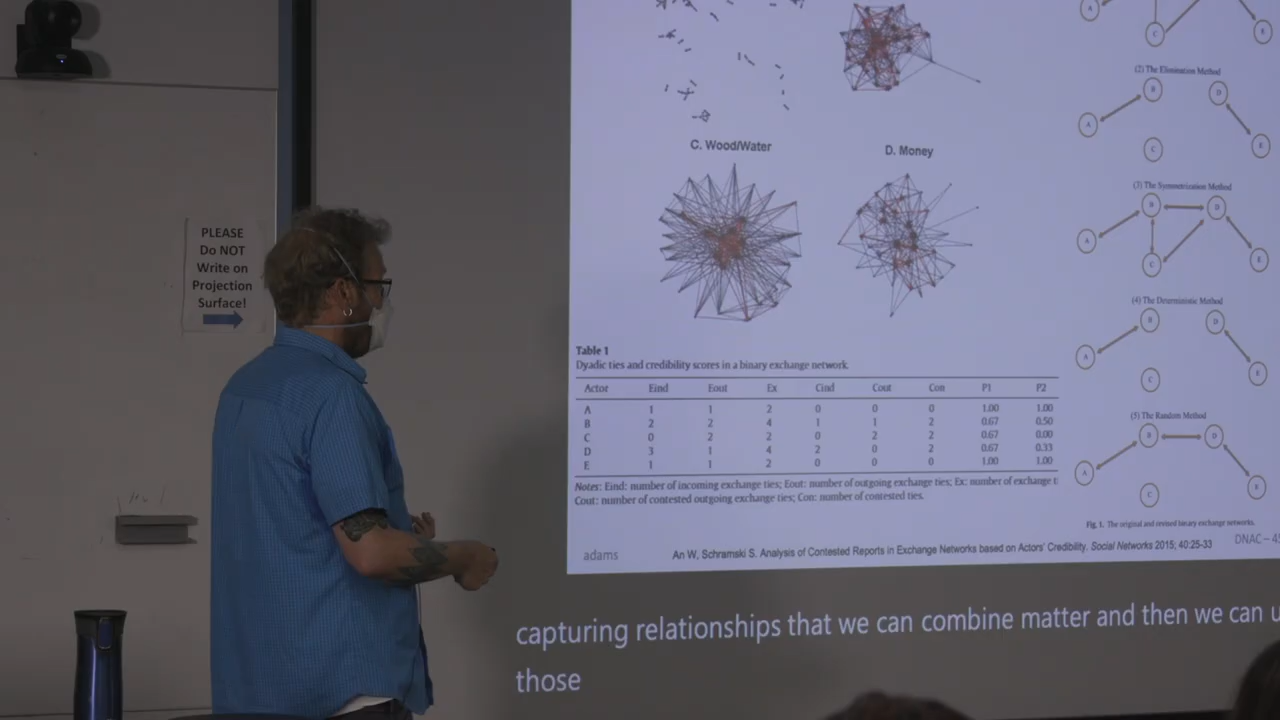 PLEASE
Do NOT
Write on
Projection
Surface!
C. Wood/Water
D. Money
Table 1
Dyadic ties and credibility scores in a binary exchange network.
Actor Eind Eout Ex Cind Cout Con P1 P2
A 1 1 2 0 0 0 1.00 1.00
B 2 2 4 1 1 2 0.67 0.50
C 0 2 2 0 2 2 0.67 0.00
D 3 1 4 2 0 2 0.67 0.33
E 1 1 2 0 0 0 1.00 1.00
Notes: Eind: number of incoming exchange ties; Eout: number of outgoing exchange ties; Ex: number of exchange t
Cout: number of contested outgoing exchange ties; Con: number of contested ties.
A
C
E
(2) The Elimination Method
B D
A
C E
(3) The Symmetrization Method
B D
A
C E
(4) The Deterministic Method
B D
A
C E
(5) The Random Method
B D
A
C E
Fig. 1. The original and revised binary exchange networks.
adams
An W, Schramski S. Analysis of Contested Reports in Exchange Networks based on Actors' Credibility. Social Networks 2015; 40:25-33
DNAC – 45
capturing relationships that we can combine matter and then we can u
those